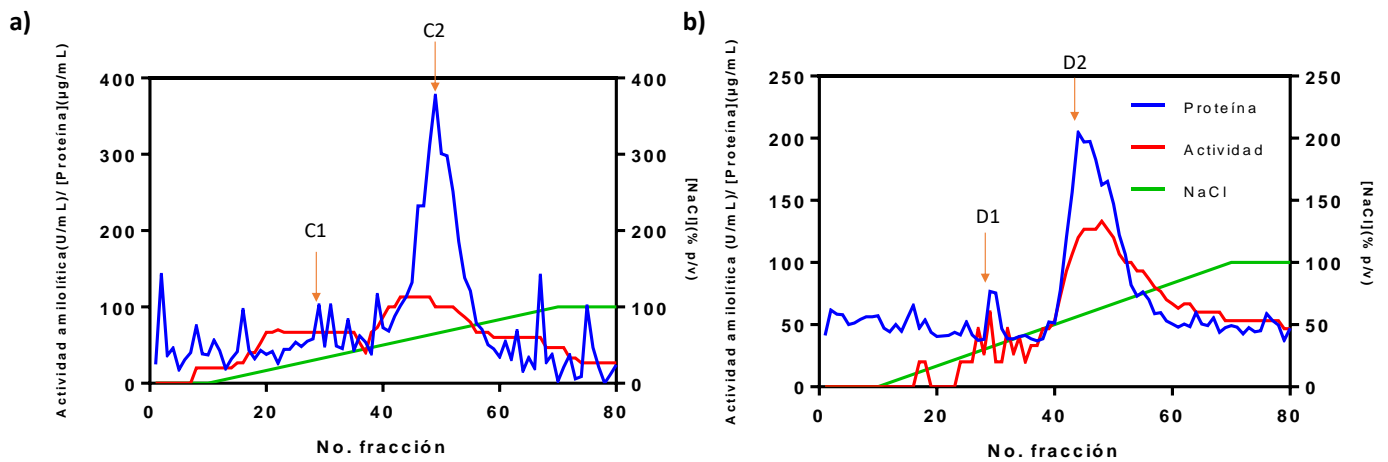 a)
C2
C1
Actividad amilolítica(U/mL)/ [Proteína](µg/mL)
400
300
200
100
0
400
300
200
100
0
[NaCl](% p/v)
0 20 40 60 80
No. fracción
b)
D2
D1
Actividad amilolítica (U/mL)/ [Proteína](µg/mL)
250
200
150
100
50
0
Proteína
Actividad
NaCl
250
200
150
100
50
0
[NaCl](% p/v)
0 20 40 60 80
No. fracción